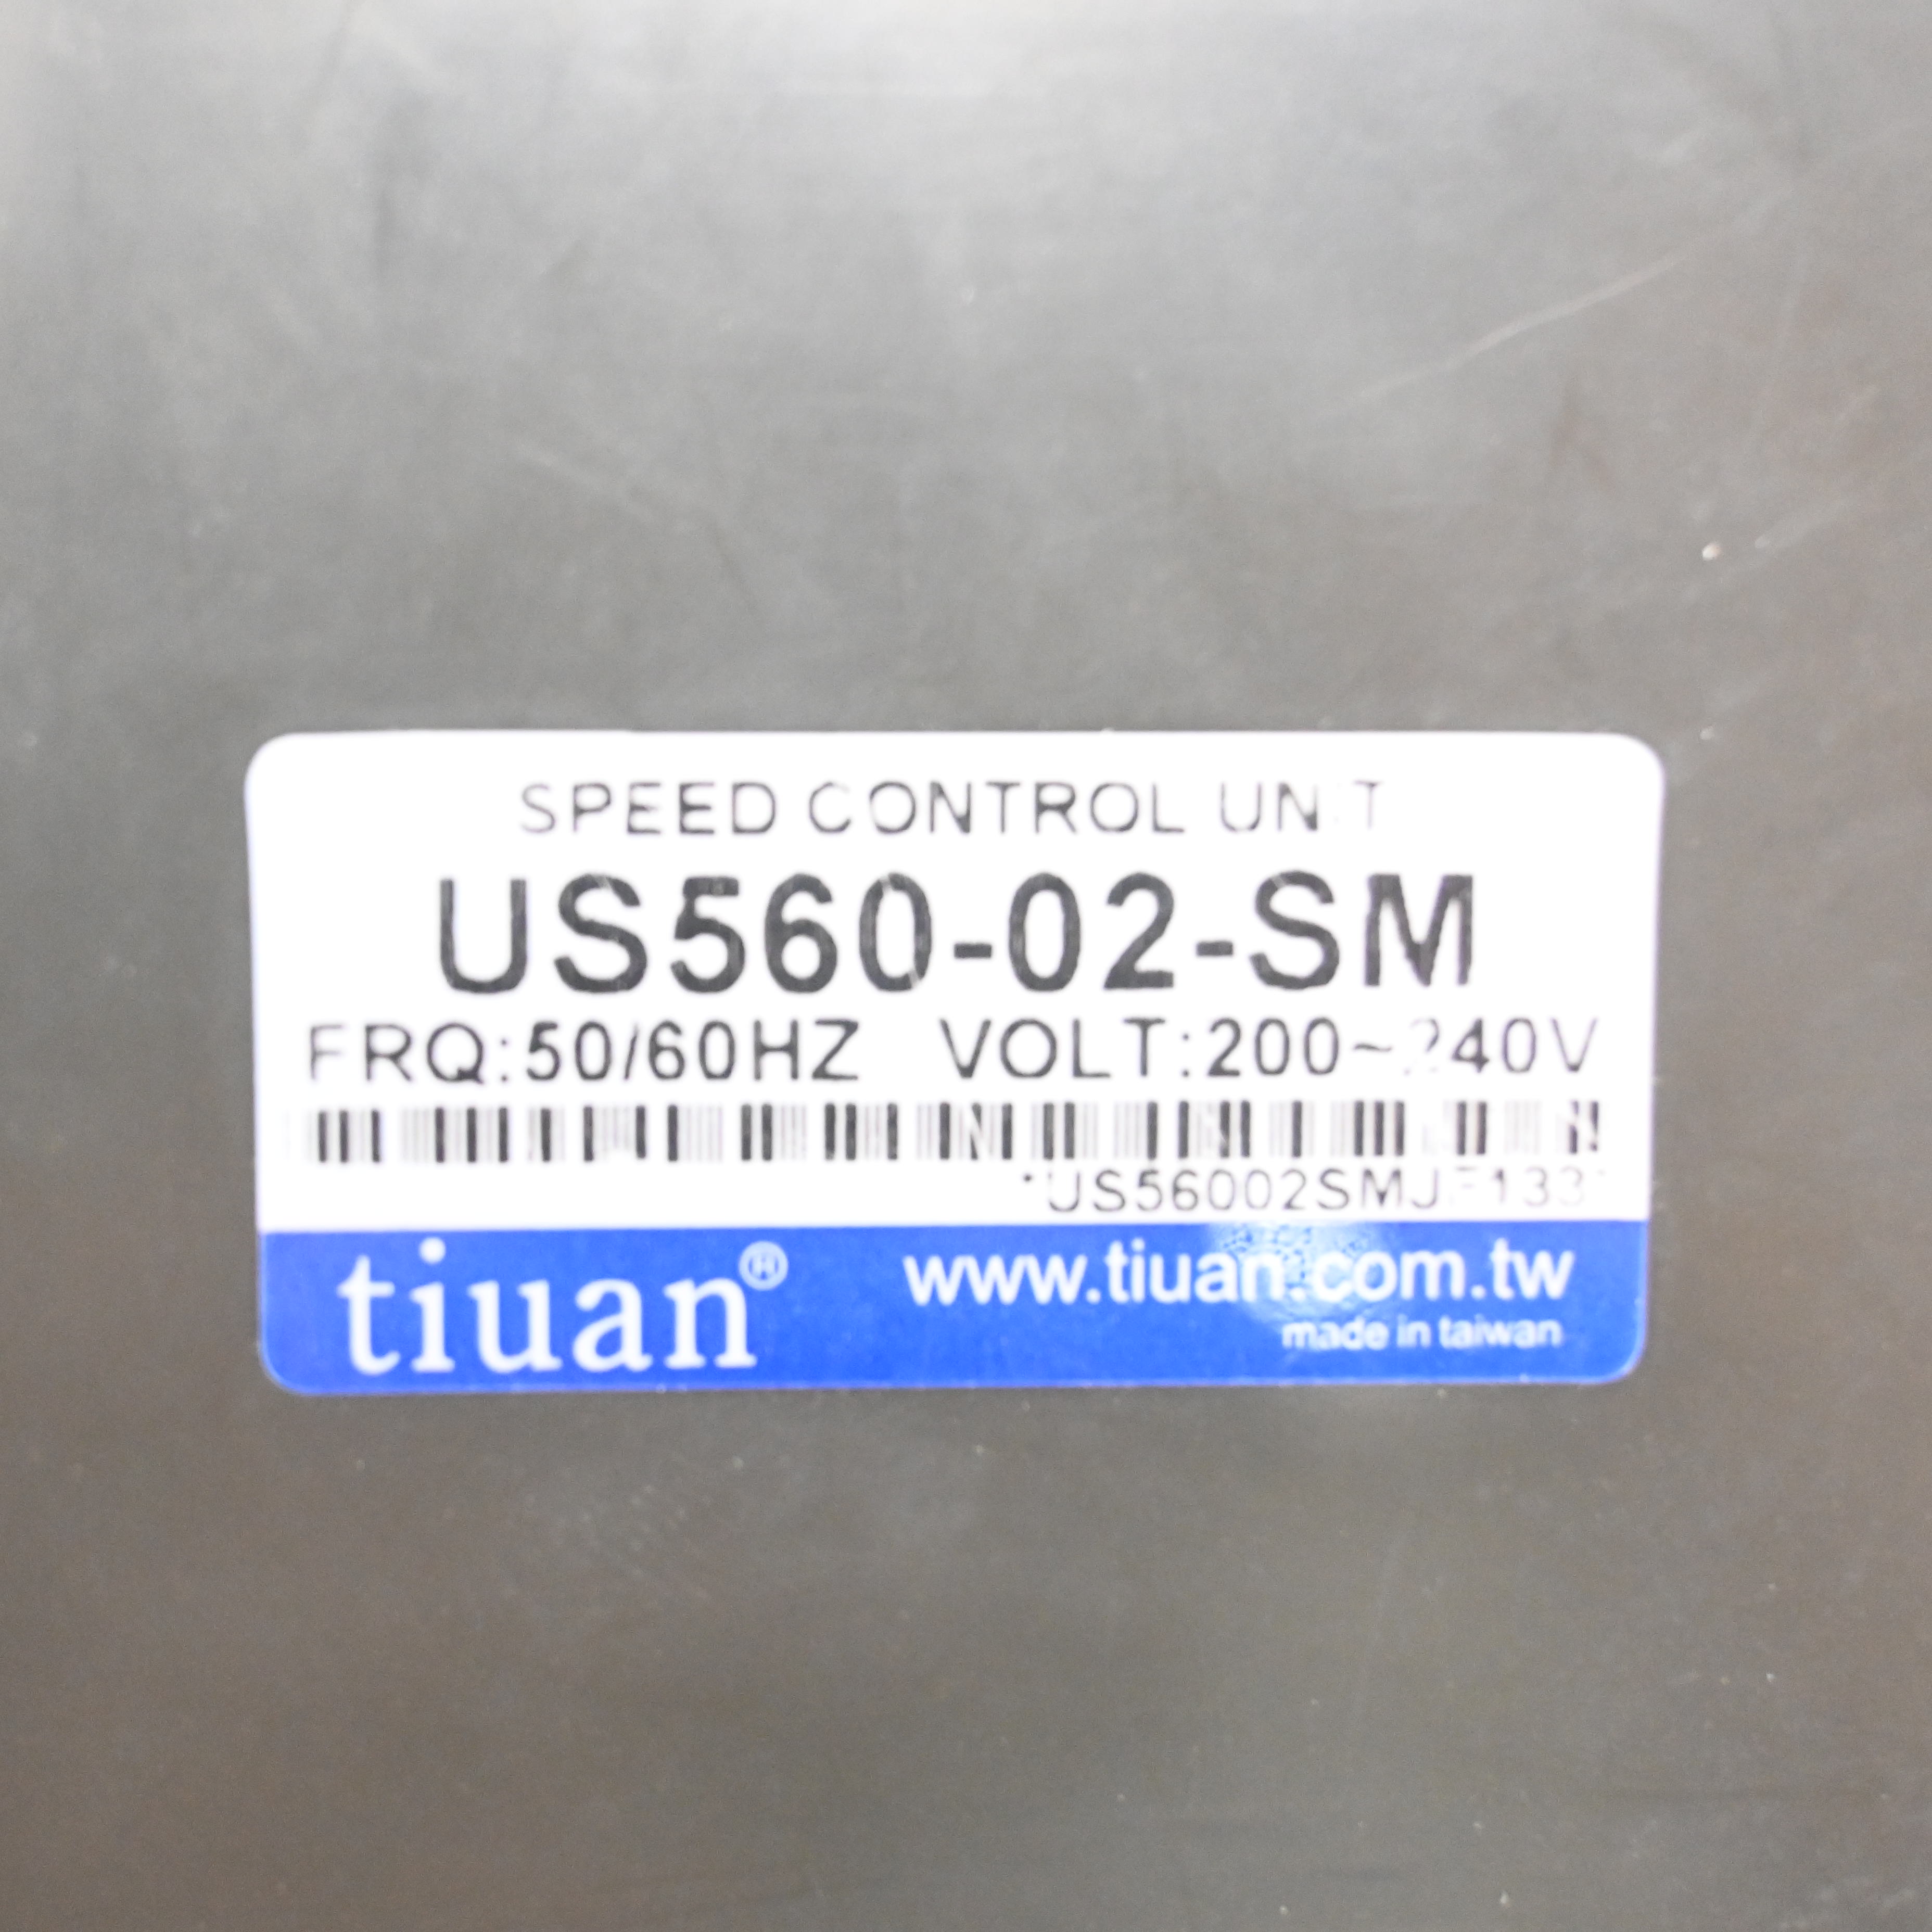 SPEED CONTROL UNIT
US560-02-SM
FRQ:50/60HZ VOLT:200~240V
tiuan®
www.tiuan.com.tw
made in taiwan